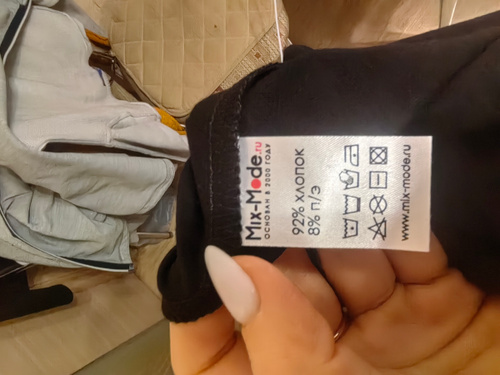 Mix-Mode.ru
ОСНОВАН В 2000 ГОДУ
92% ХЛОПОК
8% П/Э
www.mix-mode.ru